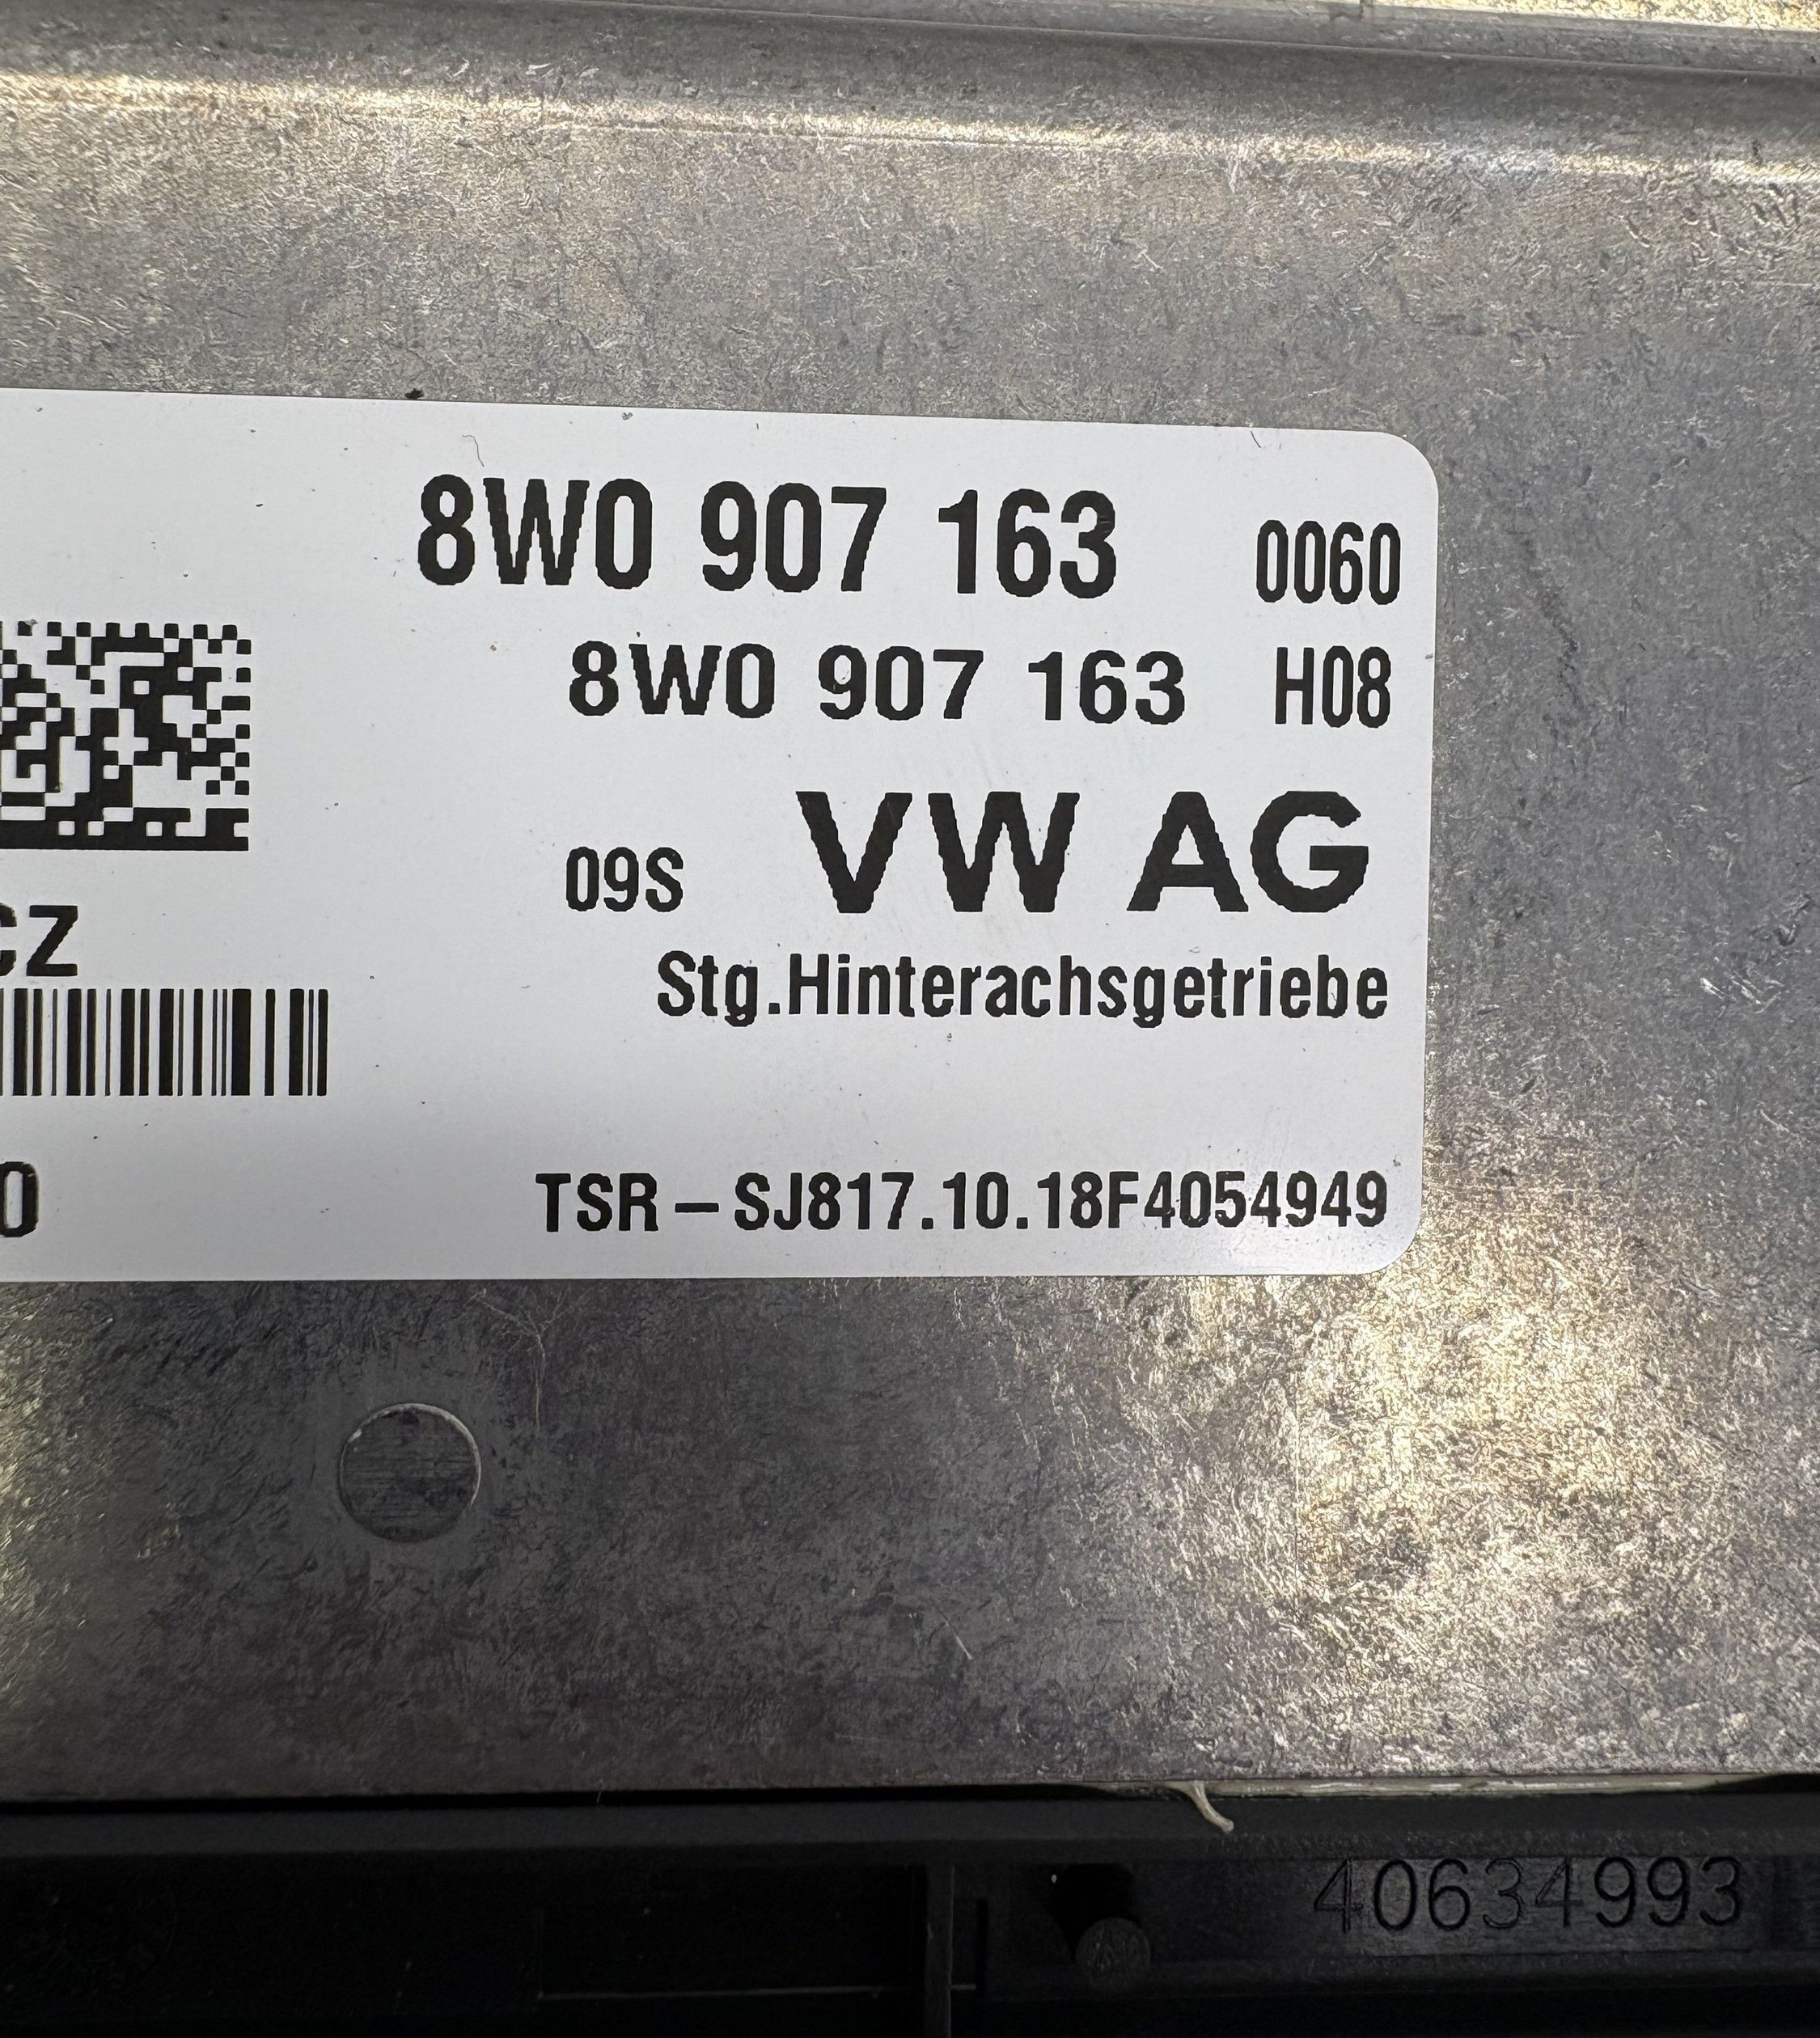 8W0 907 163 0060
8W0 907 163 H08
09S VW AG
CZ
Stg.Hinterachsgetriebe
0
TSR-SJ817.10.18F4054949
40634993